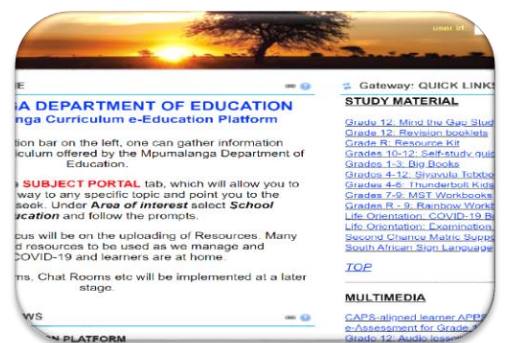 user id:
E
A DEPARTMENT OF EDUCATION
nga Curriculum e-Education Platform
tion bar on the left, one can gather information
iculum offered by the Mpumalanga Department of
Education.
SUBJECT PORTAL tab, which will allow you to
way to any specific topic and point you to the
seek. Under Area of Interest select School
ucation and follow the prompts.
cus will be on the uploading of Resources. Many
d resources to be used as we manage and
COVID-19 and learners are at home.
ms, Chat Rooms etc will be implemented at a later
stage.
WS
ON PLATFORM
Gateway: QUICK LINKS
STUDY MATERIAL
Grade 12: Mind the Gap Stud
Grade 12: Revision booklets
Grade R: Resource Kit
Grades 10-12: Self-study guid
Grades 1-3: Big Books
Grades 4-12: Siyavula Textbo
Grades 4-6: Thunderbolt Kids
Grades 7-9: MST Workbooks
Grades R - 9: Rainbow Workb
Life Orientation: COVID-19 B
Life Orientation: Examination
Second Chance Matric Suppo
South African Sign Language
TOP
MULTIMEDIA
CAPS-aligned learner APPS
e-Assessment for Grade
Grade 12: Audio lesso